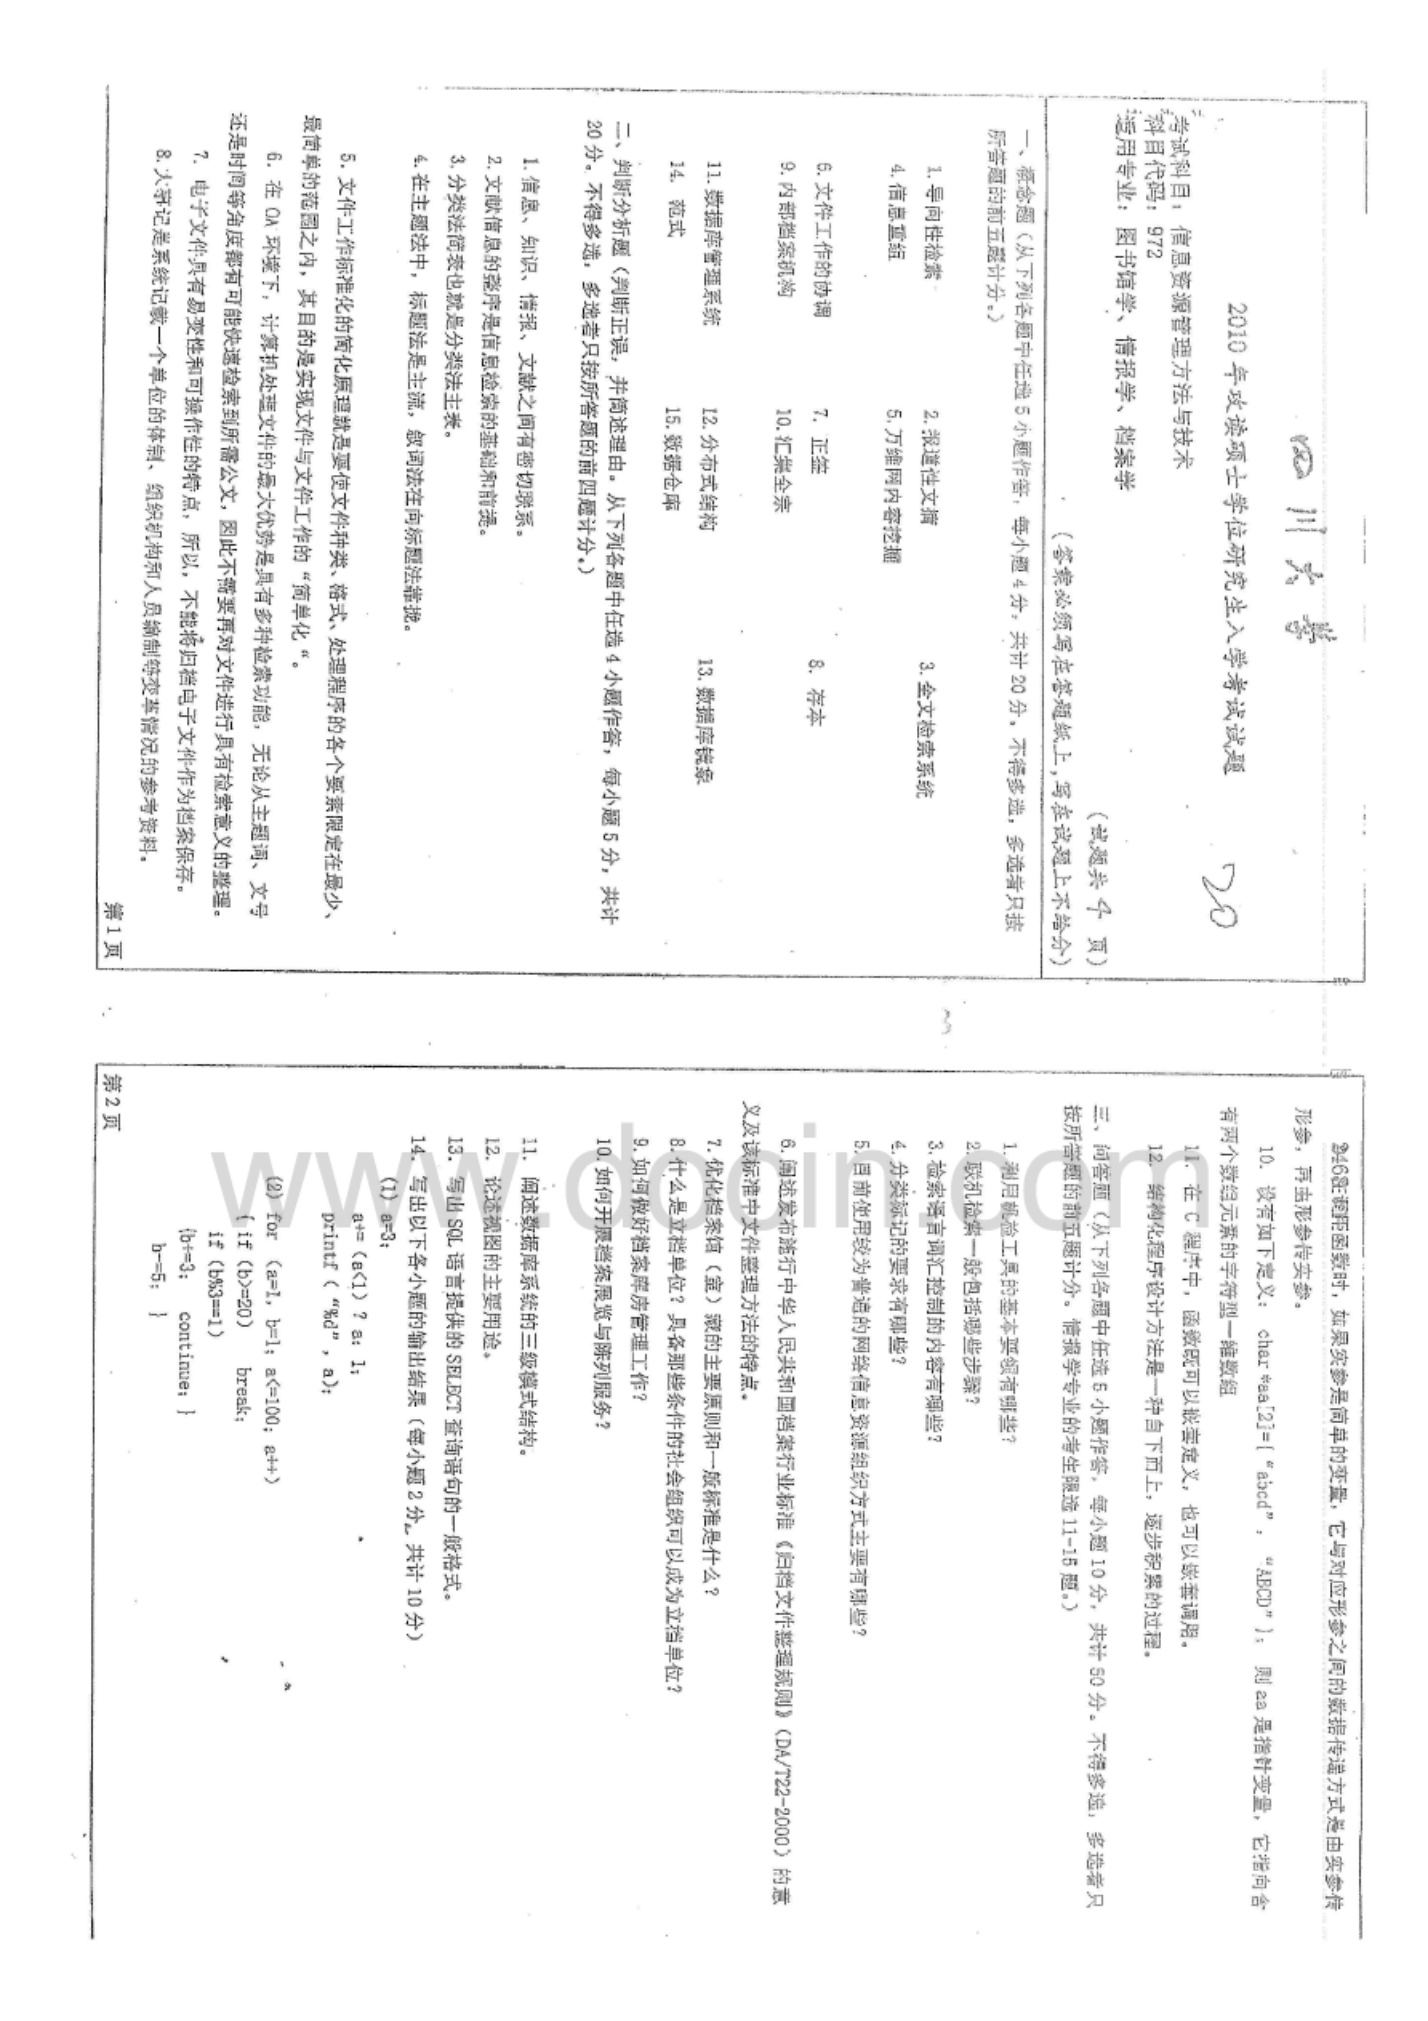 四川大学
2010年攻读硕士学位研究生入学考试试题
20
考试科目:信息资源管理方法与技术
科目代码:972
适用专业:图书馆学、情报学、档案学
(试题共 4 页)
(答案必须写在答题纸上,写在试题上不给分)
一、概念题(从下列各题中任选5小题作答,每小题4分,共计20分。不得多选,多选者只按
所答题的前五题计分。)
1.导向性检索 2.报道性文摘 3.全文检索系统
4.信息重组 5.万维网内容挖掘
6.文件工作的协调 7. 正签 8. 存本
9.内部档案机构 10.汇集全宗
11.数据库管理系统 12.分布式结构 13.数据库镜象
14. 范式 15.数据仓库
二、判断分析题(判断正误,并简述理由。从下列各题中任选4小题作答,每小题5分,共计
20分。不得多选,多选者只按所答题的前四题计分。)
1.信息、知识、情报、文献之间有密切联系。
2.文献信息的整序是信息检索的基础和前提。
3.分类法简表也就是分类法主表。
4.在主题法中,标题法是主流,叙词法在向标题法靠拢。
5.文件工作标准化的简化原理就是要使文件种类、格式、处理程序的各个要素限定在最少、
最简单的范围之内,其目的是实现文件与文件工作的“简单化“。
6. 在OA环境下,计算机处理文件的最大优势是具有多种检索功能,无论从主题词、文号
还是时间等角度都有可能快速检索到所需公文,因此不需要再对文件进行具有检索意义的整理。
7. 电子文件具有易变性和可操作性的特点,所以,不能将归档电子文件作为档案保存。
8.大事记是系统记载一个单位的体制、组织机构和人员编制等变革情况的参考资料。
第1页
函数时,如果实参是简单的变量,它与对应形参之间的数据传递方式是由实参传
形参,再由形参传实参。
10. 设有如下定义:char *aa[2]={“abcd”,“ABCD”};则aa是指针变量,它指向含
有两个数组元素的字符型一维数组
11. 在C程序中,函数既可以嵌套定义,也可以嵌套调用。
12. 结构化程序设计方法是一种自下而上,逐步积累的过程。
三、问答题(从下列各题中任选5小题作答,每小题10分,共计50分。不得多选,多选者只
按所答题的前五题计分。情报学专业的考生限选11-15题。)
1.利用机检工具的基本要领有哪些?
2.联机检索一般包括哪些步骤?
3.检索语言词汇控制的内容有哪些?
4.分类标记的要求有哪些?
5.目前使用较为普遍的网络信息资源组织方式主要有哪些?
6.阐述发布施行中华人民共和国档案行业标准《归档文件整理规则》(DA/T22-2000)的意
义及该标准中文件整理方法的特点。
7.优化档案馆(室)藏的主要原则和一般标准是什么?
8.什么是立档单位?具备那些条件的社会组织可以成为立档单位?
9.如何做好档案库房管理工作?
10.如何开展档案展览与陈列服务?
11. 阐述数据库系统的三级模式结构。
12. 论述视图的主要用途。
13. 写出SQL语言提供的SELECT查询语句的一般格式。
14. 写出以下各小题的输出结果(每小题2分,共计10分)
(1) a=3;
a+= (a<1) ? a: 1;
printf (“%d”, a);
(2) for (a=1, b=1; a<=100; a++)
{ if (b>=20) break;
if (b%3==1)
{b+=3; continue; }
b-=5; }
第2页
www.docin.com